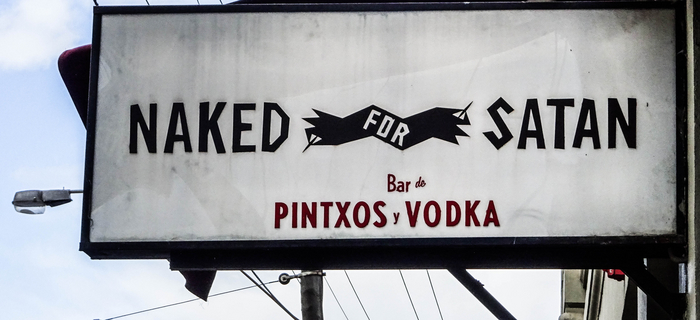 NAKED FOR SATAN
Bar de
PINTXOS y VODKA